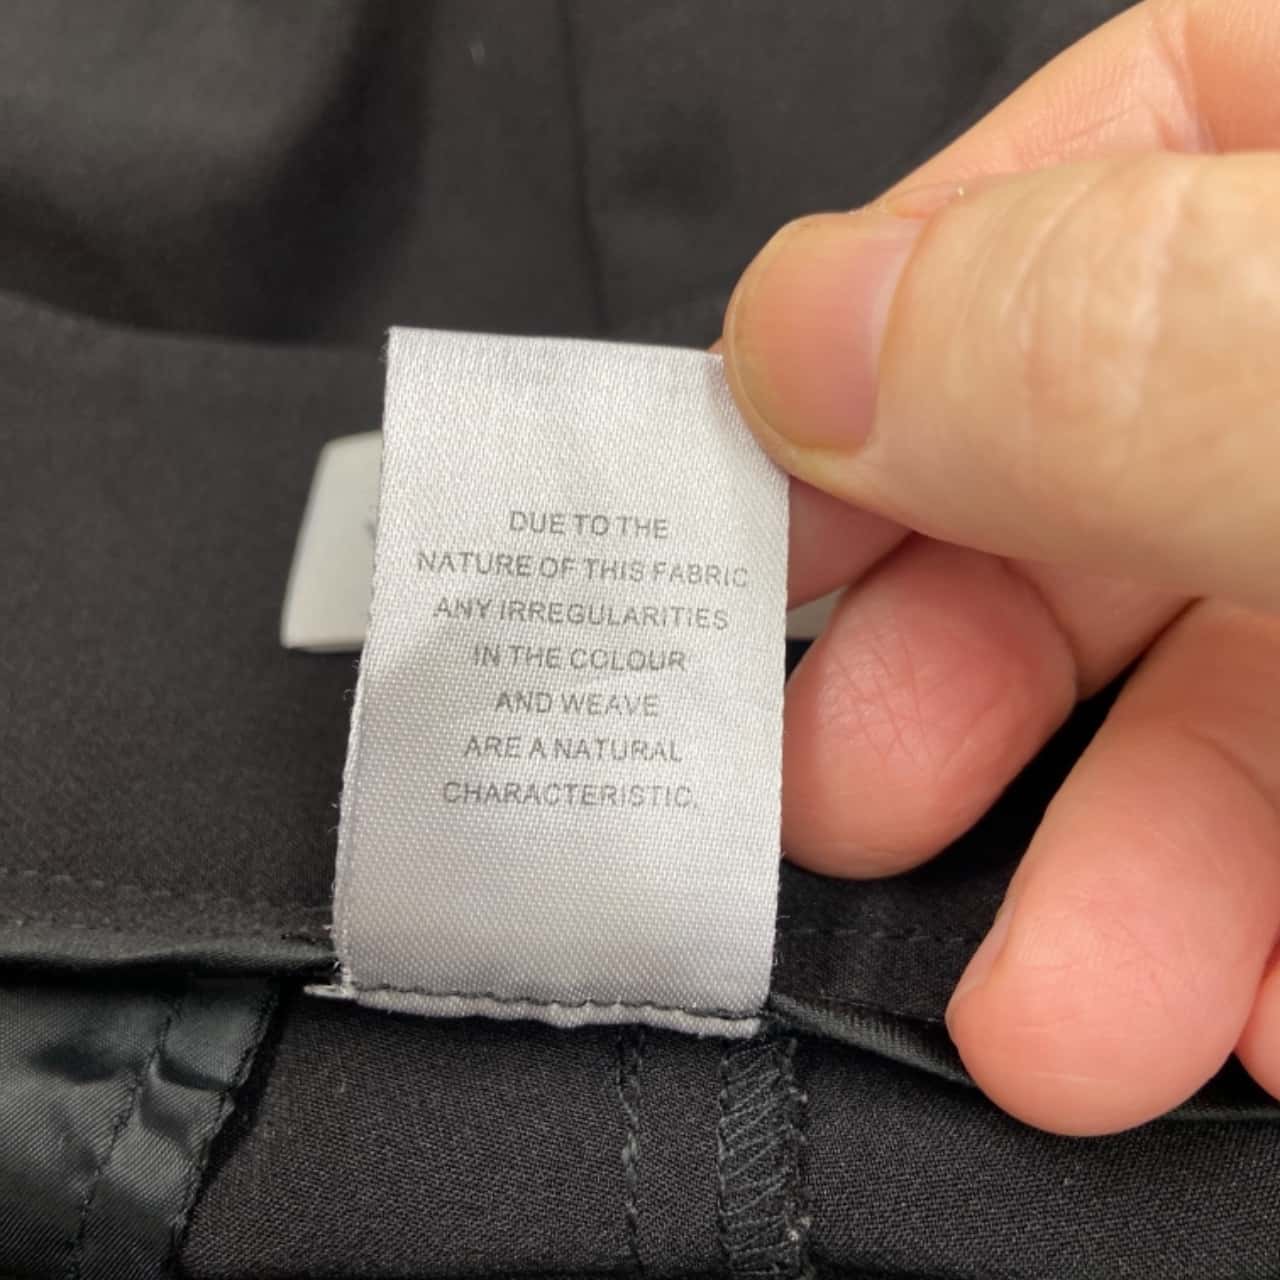 DUE TO THE
NATURE OF THIS FABRIC
ANY IRREGULARITIES
IN THE COLOUR
AND WEAVE
ARE A NATURAL
CHARACTERISTIC.